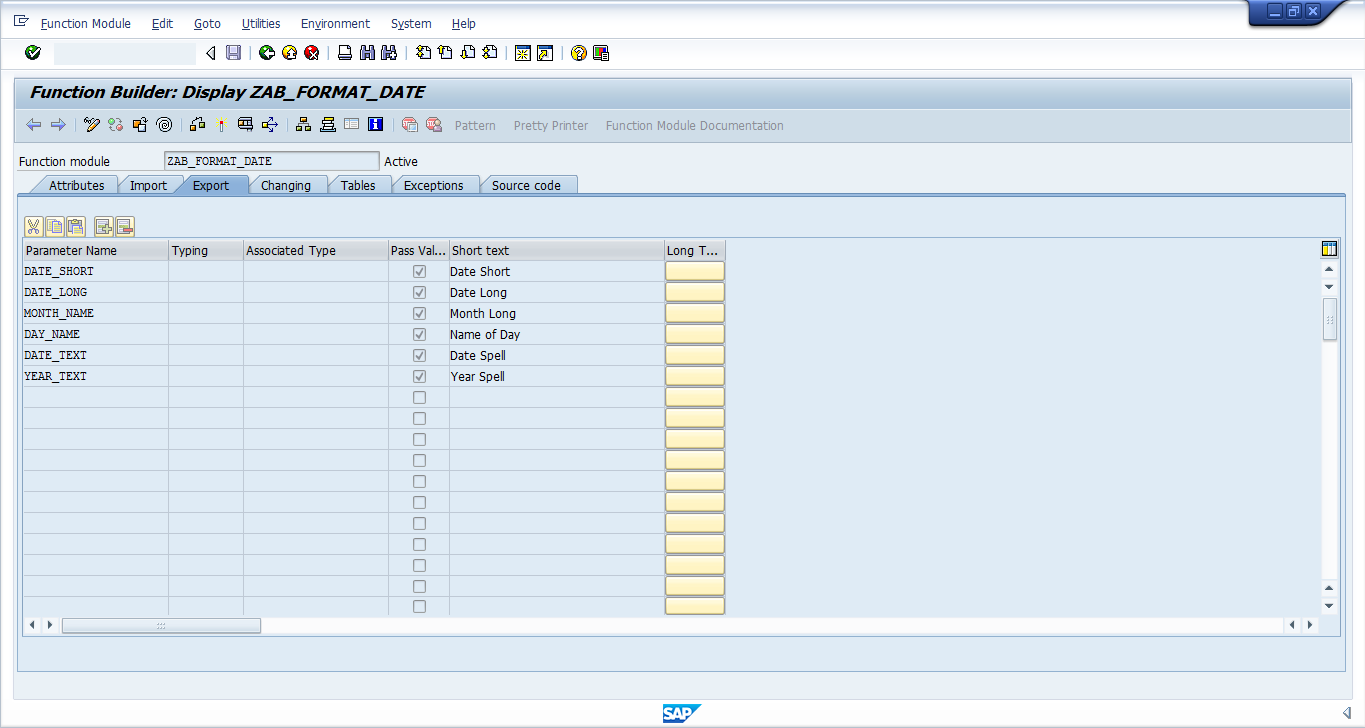 Function Module Edit Goto Utilities Environment System Help
Function Builder: Display ZAB_FORMAT_DATE
Pattern Pretty Printer Function Module Documentation
Function module ZAB_FORMAT_DATE Active
Attributes Import Export Changing Tables Exceptions Source code
Parameter Name Typing Associated Type Pass Val... Short text Long T...
DATE_SHORT Date Short
DATE_LONG Date Long
MONTH_NAME Month Long
DAY_NAME Name of Day
DATE_TEXT Date Spell
YEAR_TEXT Year Spell
SAP